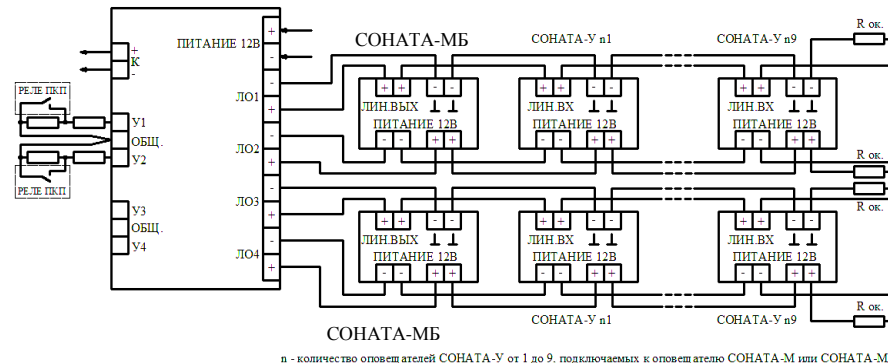 R ок.
СОНАТА-МБ СОНАТА-У n1 СОНАТА-У n9
ПИТАНИЕ 12В + -
+ К -
РЕЛЕ ПКП
У1
ОБЩ.
У2
РЕЛЕ ПКП
У3
ОБЩ.
У4
- ЛО1 +
- ЛО2 +
- ЛО3 +
- ЛО4 +
+ + - - + + - - + + - -
ЛИН.ВЫХ ЛИН.ВХ ЛИН.ВХ
ПИТАНИЕ 12В ПИТАНИЕ 12В ПИТАНИЕ 12В
- - + + - - + + - - + +
R ок.
R ок.
+ + - - + + - - + + - -
ЛИН.ВЫХ ЛИН.ВХ ЛИН.ВХ
ПИТАНИЕ 12В ПИТАНИЕ 12В ПИТАНИЕ 12В
- - + + - - + + - - + +
R ок.
СОНАТА-МБ СОНАТА-У n1 СОНАТА-У n9
n - количество оповещателей СОНАТА-У от 1 до 9, подключаемых к оповещателю СОНАТА-М или СОНАТА-М